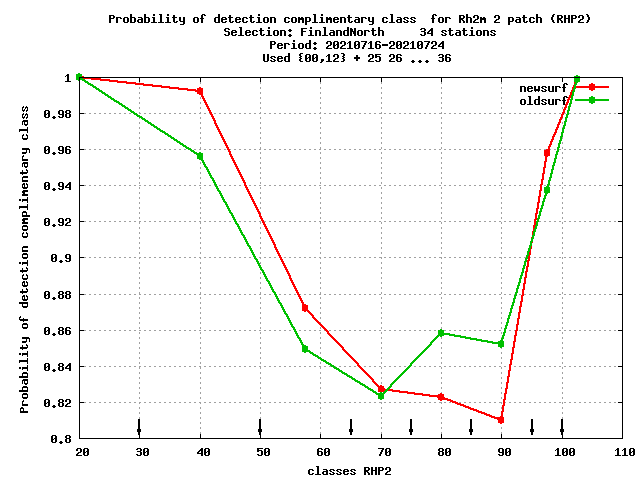 Probability of detection complimentary class  for Rh2m 2 patch (RHP2)
Selection: FinlandNorth     34 stations
Period: 20210716-20210724
Used {00,12} + 25 26 ... 36
newsurf
oldsurf
Probability of detection complimentary class
1
0.98
0.96
0.94
0.92
0.9
0.88
0.86
0.84
0.82
0.8
20 30 40 50 60 70 80 90 100 110
classes RHP2